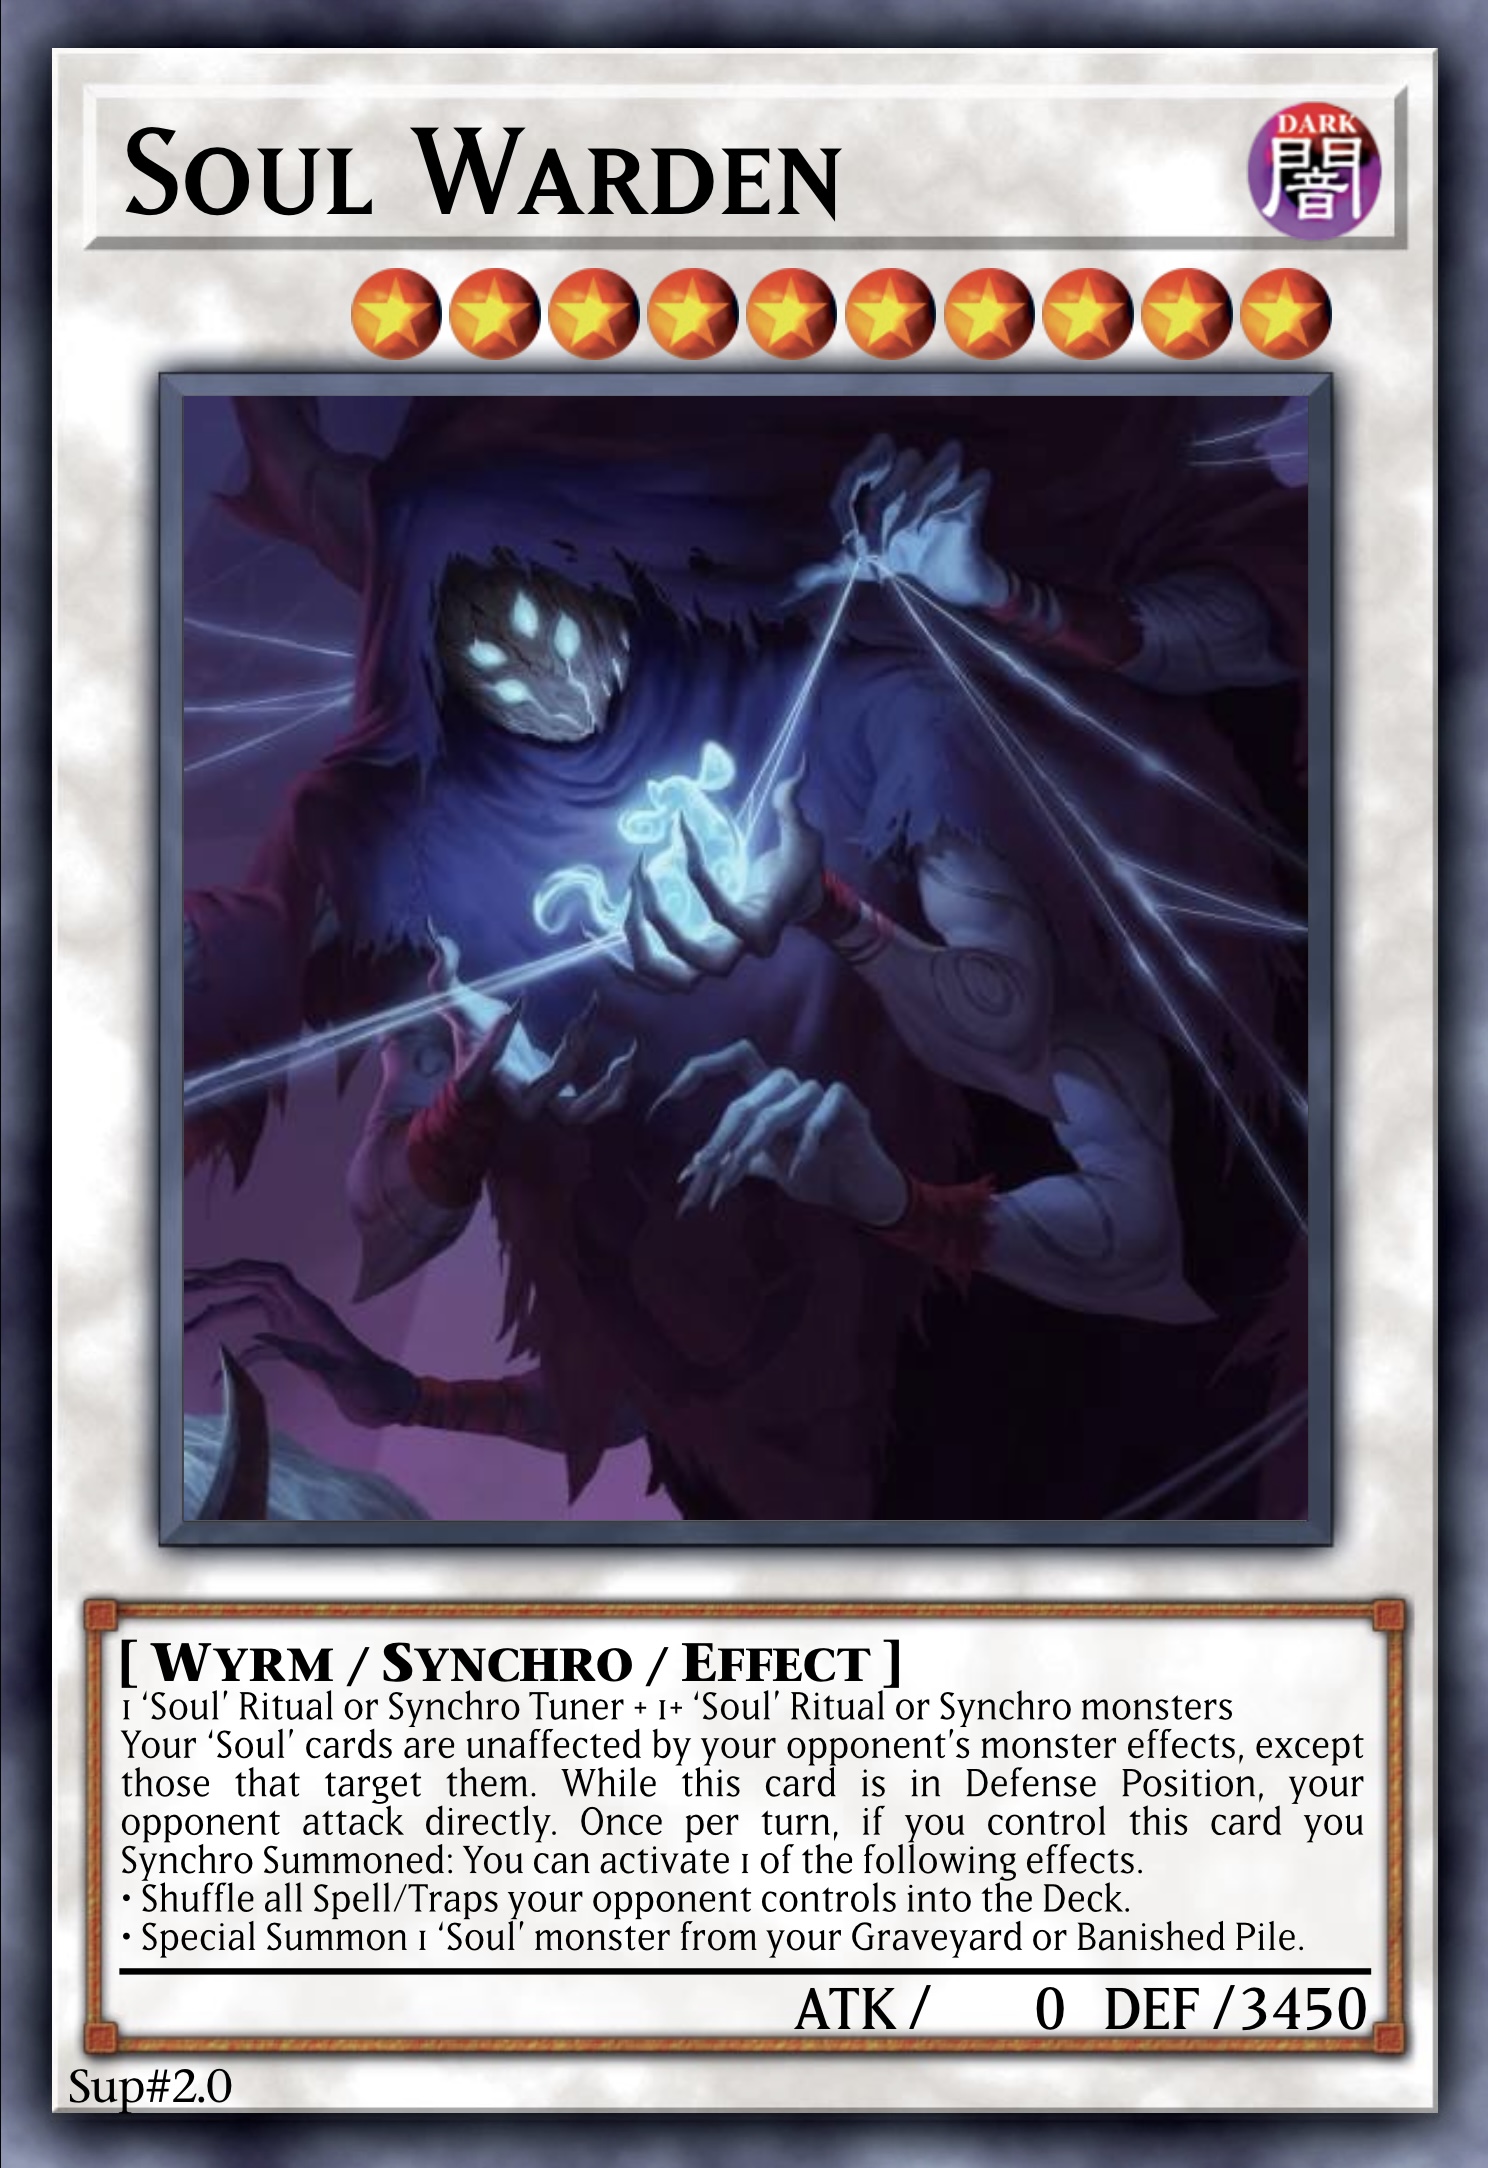 Soul Warden
DARK
闇
[ Wyrm / Synchro / Effect ]
1 ‘Soul’ Ritual or Synchro Tuner + 1+ ‘Soul’ Ritual or Synchro monsters
Your ‘Soul’ cards are unaffected by your opponent's monster effects, except
those that target them. While this card is in Defense Position, your
opponent attack directly. Once per turn, if you control this card you
Synchro Summoned: You can activate 1 of the following effects.
• Shuffle all Spell/Traps your opponent controls into the Deck.
• Special Summon 1 ‘Soul’ monster from your Graveyard or Banished Pile.
ATK / 0 DEF /3450
Sup#2.0